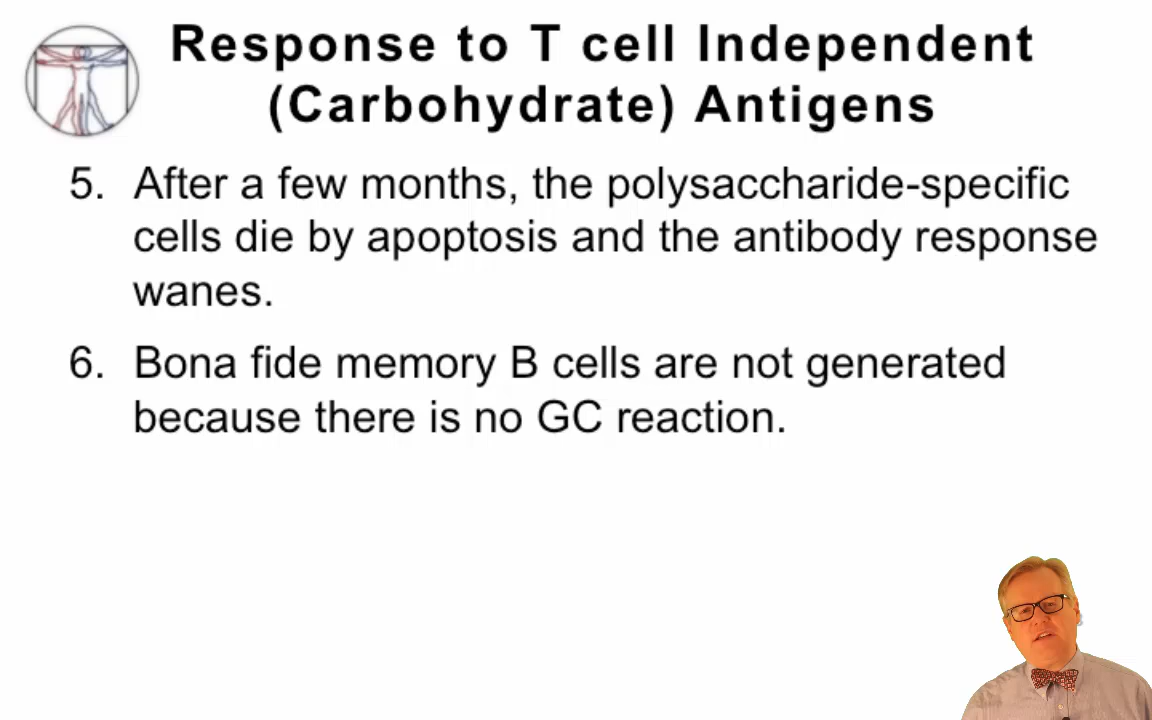 Response to T cell Independent
(Carbohydrate) Antigens
5. After a few months, the polysaccharide-specific
cells die by apoptosis and the antibody response
wanes.
6. Bona fide memory B cells are not generated
because there is no GC reaction.